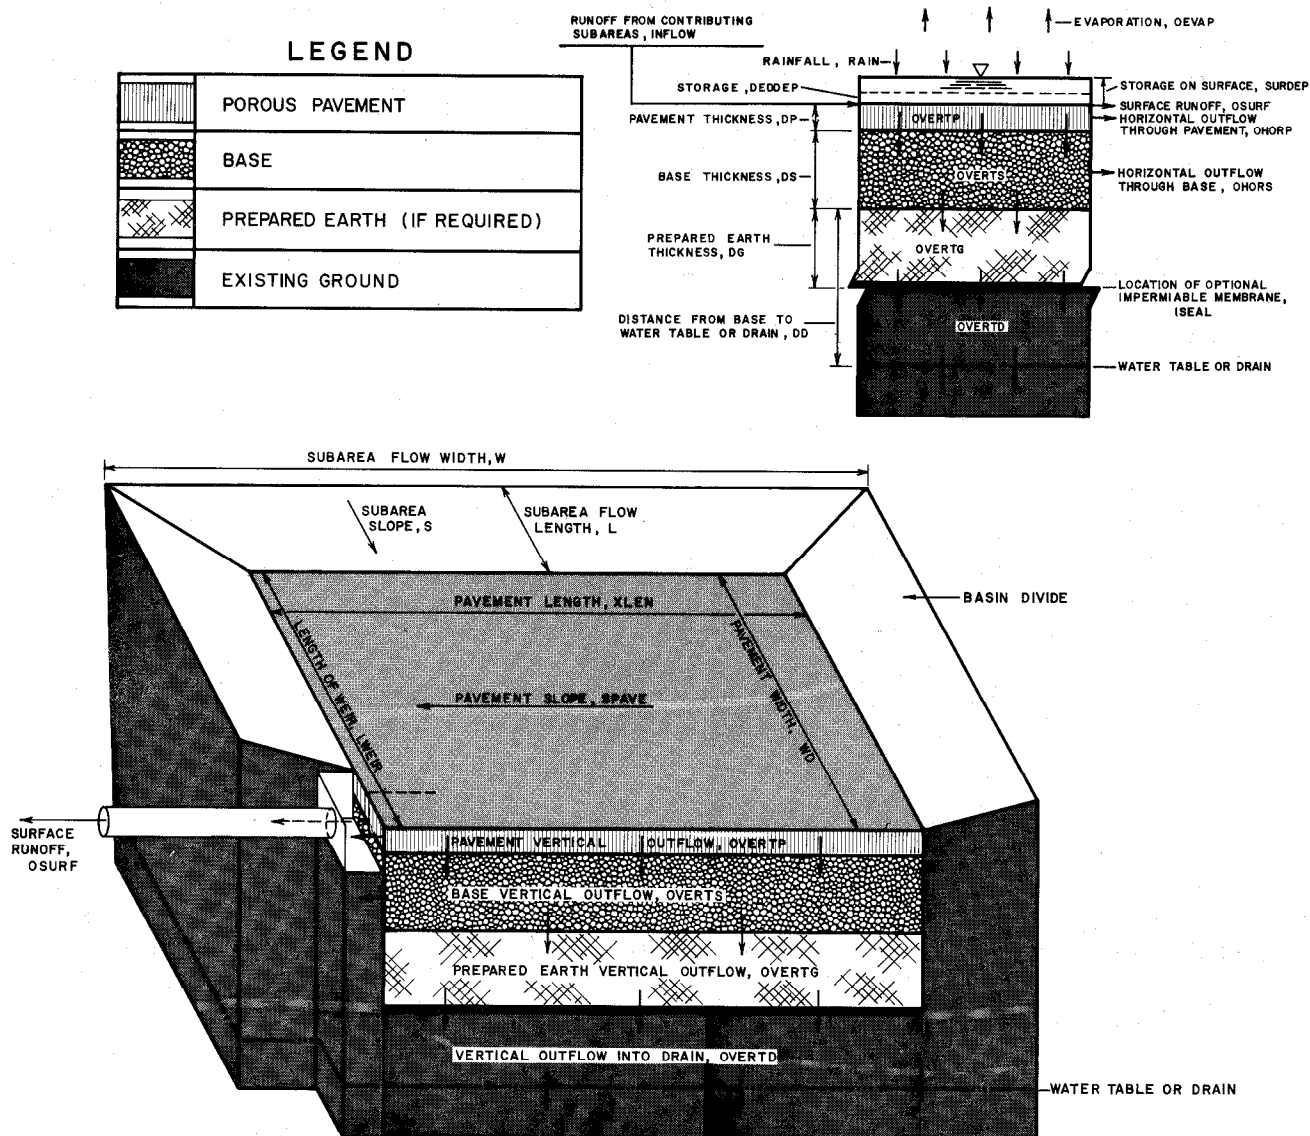 LEGEND
POROUS PAVEMENT
BASE
PREPARED EARTH (IF REQUIRED)
EXISTING GROUND
RUNOFF FROM CONTRIBUTING
SUBAREAS, INFLOW
EVAPORATION, OEVAP
RAINFALL, RAIN
STORAGE, DEDDEP
STORAGE ON SURFACE, SURDEP
SURFACE RUNOFF, OSURF
PAVEMENT THICKNESS, DP
OVERTP
HORIZONTAL OUTFLOW
THROUGH PAVEMENT, OHORP
BASE THICKNESS, DS
OVERTS
HORIZONTAL OUTFLOW
THROUGH BASE, OHORS
PREPARED EARTH
THICKNESS, DG
OVERTG
LOCATION OF OPTIONAL
IMPERMIABLE MEMBRANE,
ISEAL
DISTANCE FROM BASE TO
WATER TABLE OR DRAIN, DD
OVERTD
WATER TABLE OR DRAIN
SUBAREA FLOW WIDTH, W
SUBAREA
SLOPE, S
SUBAREA FLOW
LENGTH, L
BASIN DIVIDE
PAVEMENT LENGTH, XLEN
LENGTH OF WEIR, LWEIR
PAVEMENT WIDTH, WD
PAVEMENT SLOPE, SPAVE
SURFACE
RUNOFF,
OSURF
PAVEMENT VERTICAL OUTFLOW, OVERTP
BASE VERTICAL OUTFLOW, OVERTS
PREPARED EARTH VERTICAL OUTFLOW, OVERTG
VERTICAL OUTFLOW INTO DRAIN, OVERTD
WATER TABLE OR DRAIN